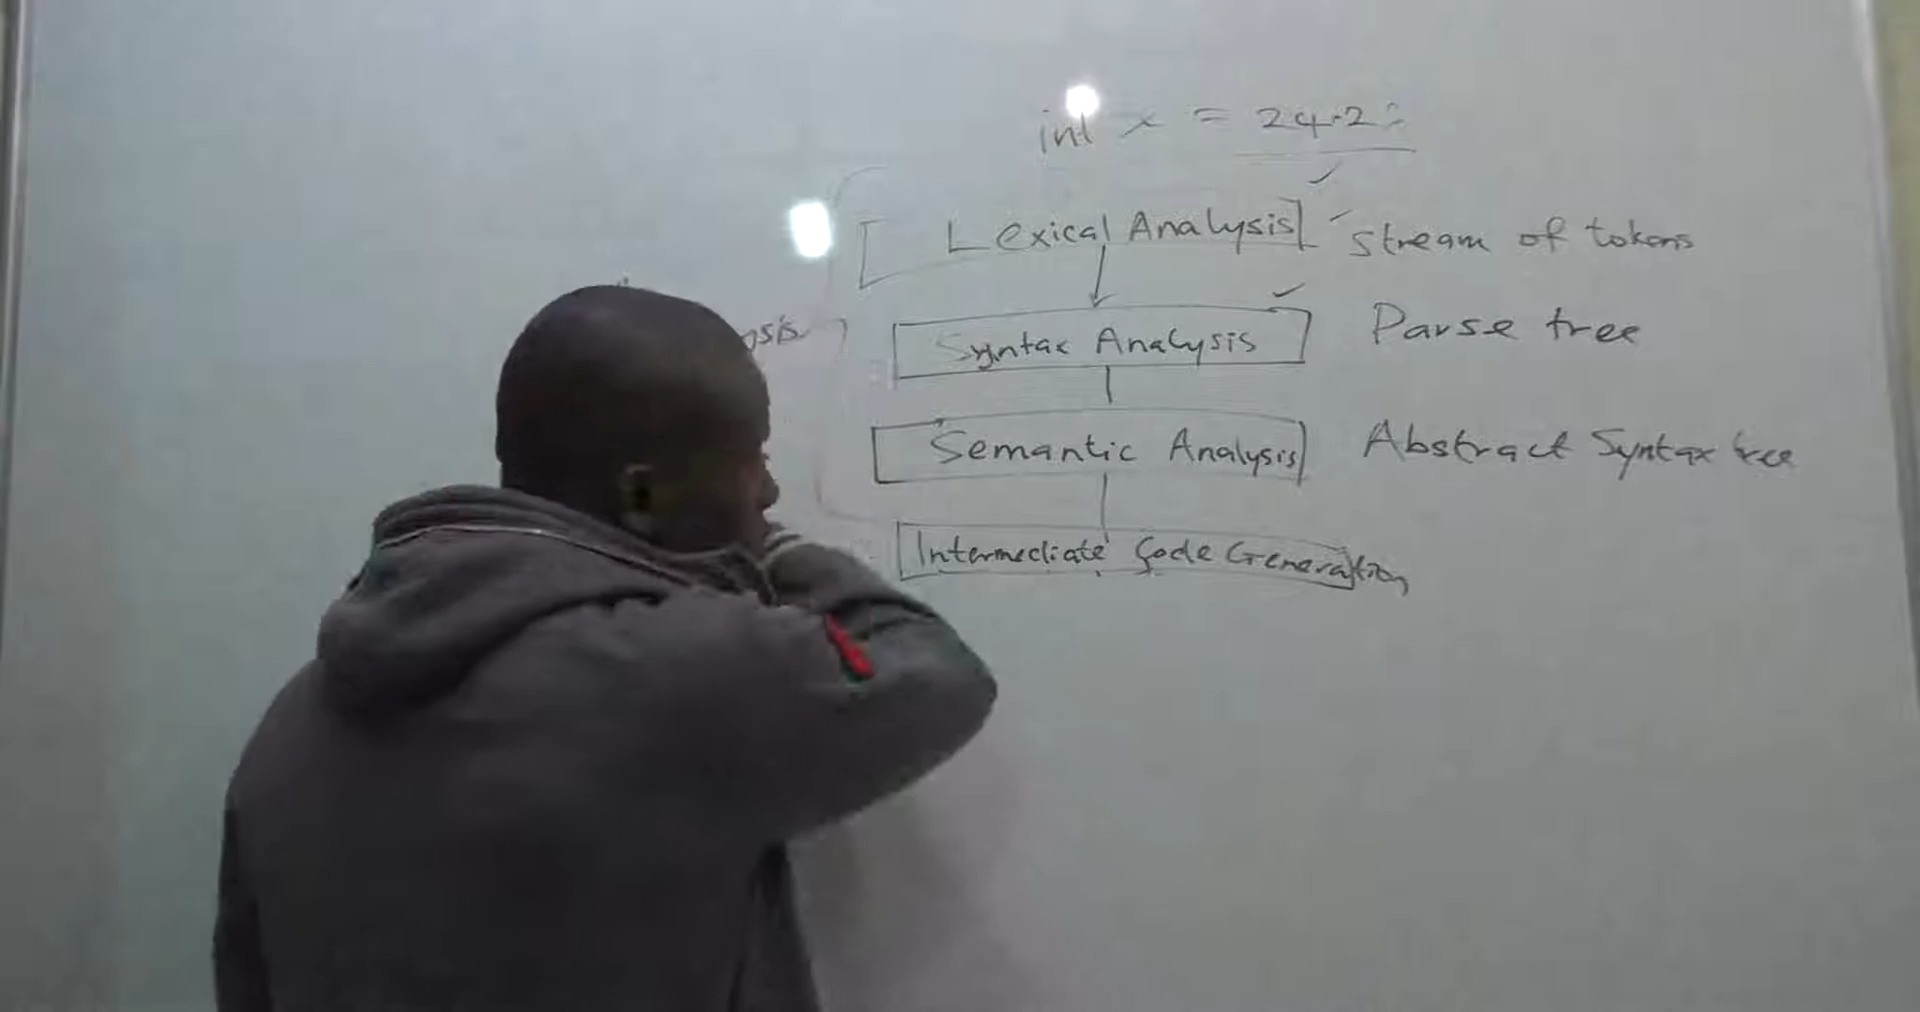 int x = 24.2;
Lexical Analysis stream of tokens
Syntax Analysis Parse tree
Semantic Analysis Abstract Syntax tree
Intermediate Code Generation